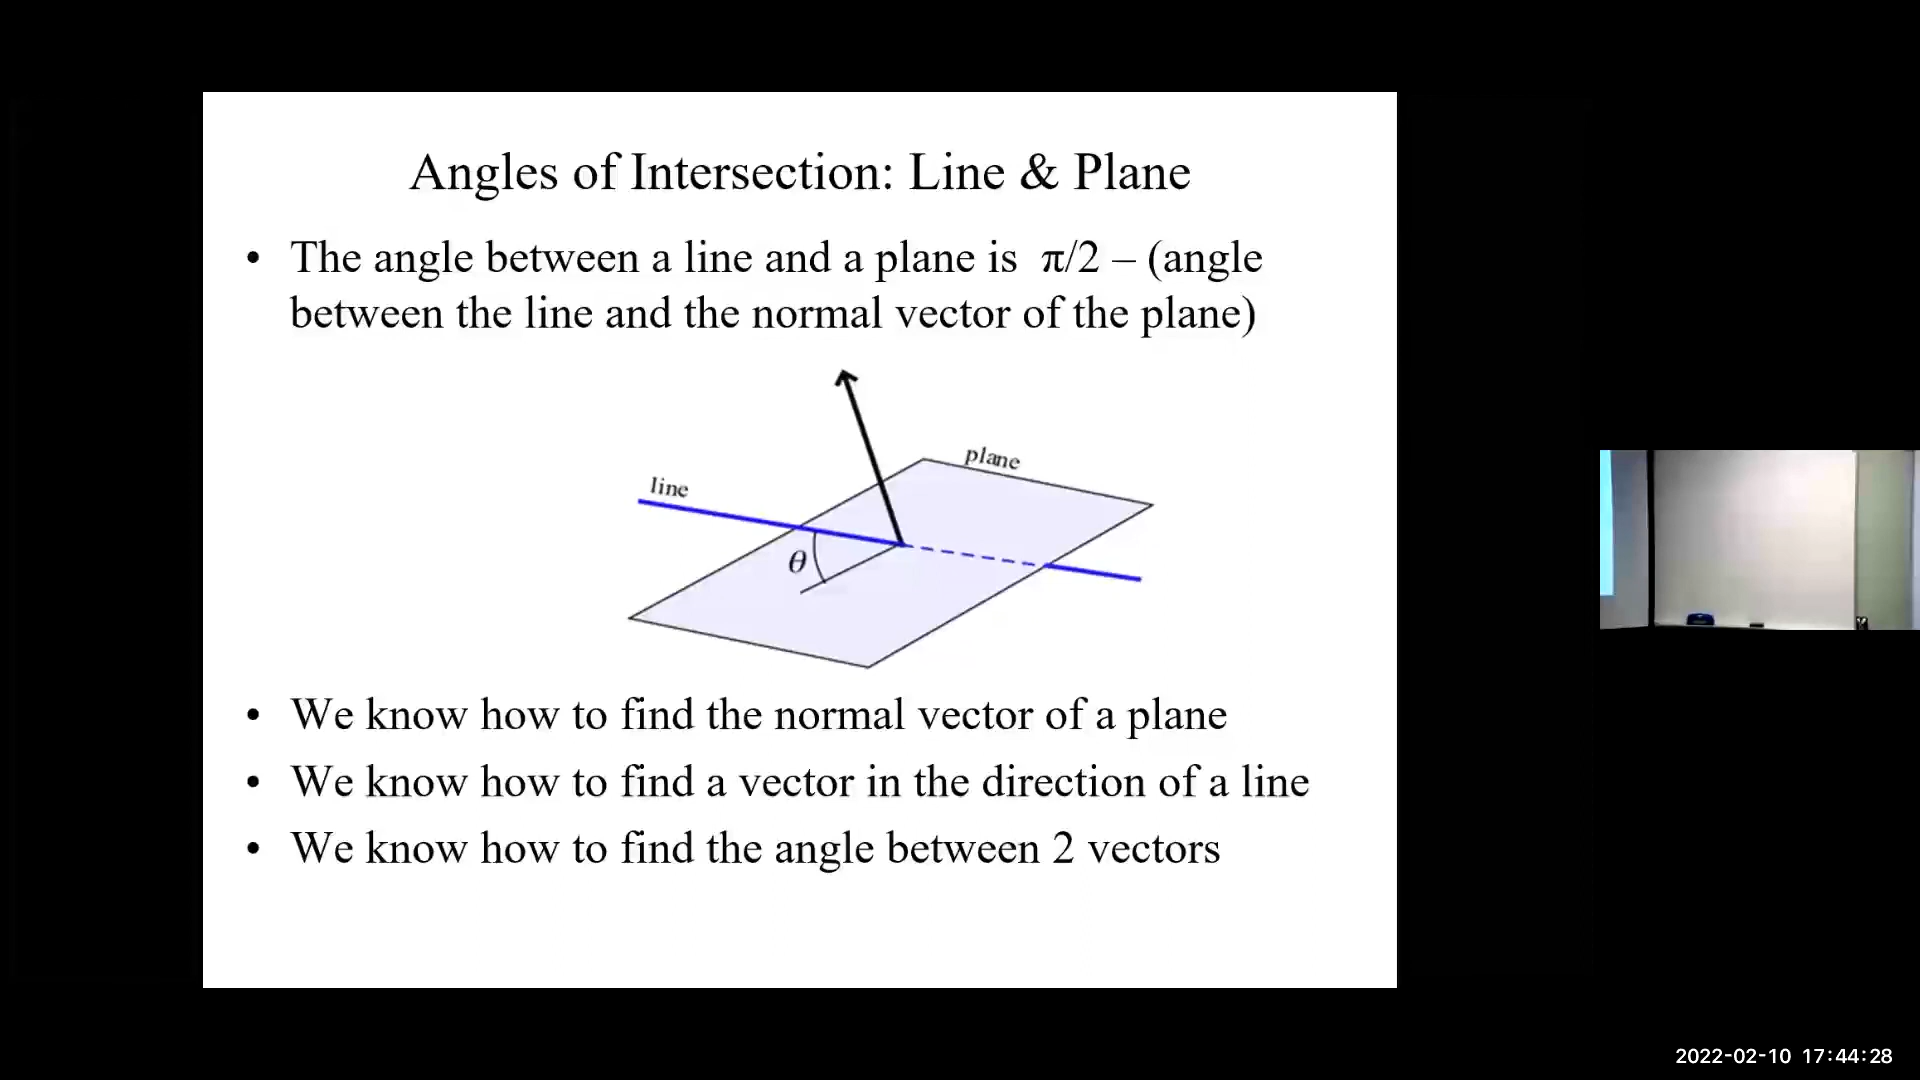 Angles of Intersection: Line & Plane
• The angle between a line and a plane is π/2 – (angle
between the line and the normal vector of the plane)
plane
line
θ
• We know how to find the normal vector of a plane
• We know how to find a vector in the direction of a line
• We know how to find the angle between 2 vectors
2022-02-10 17:44:28